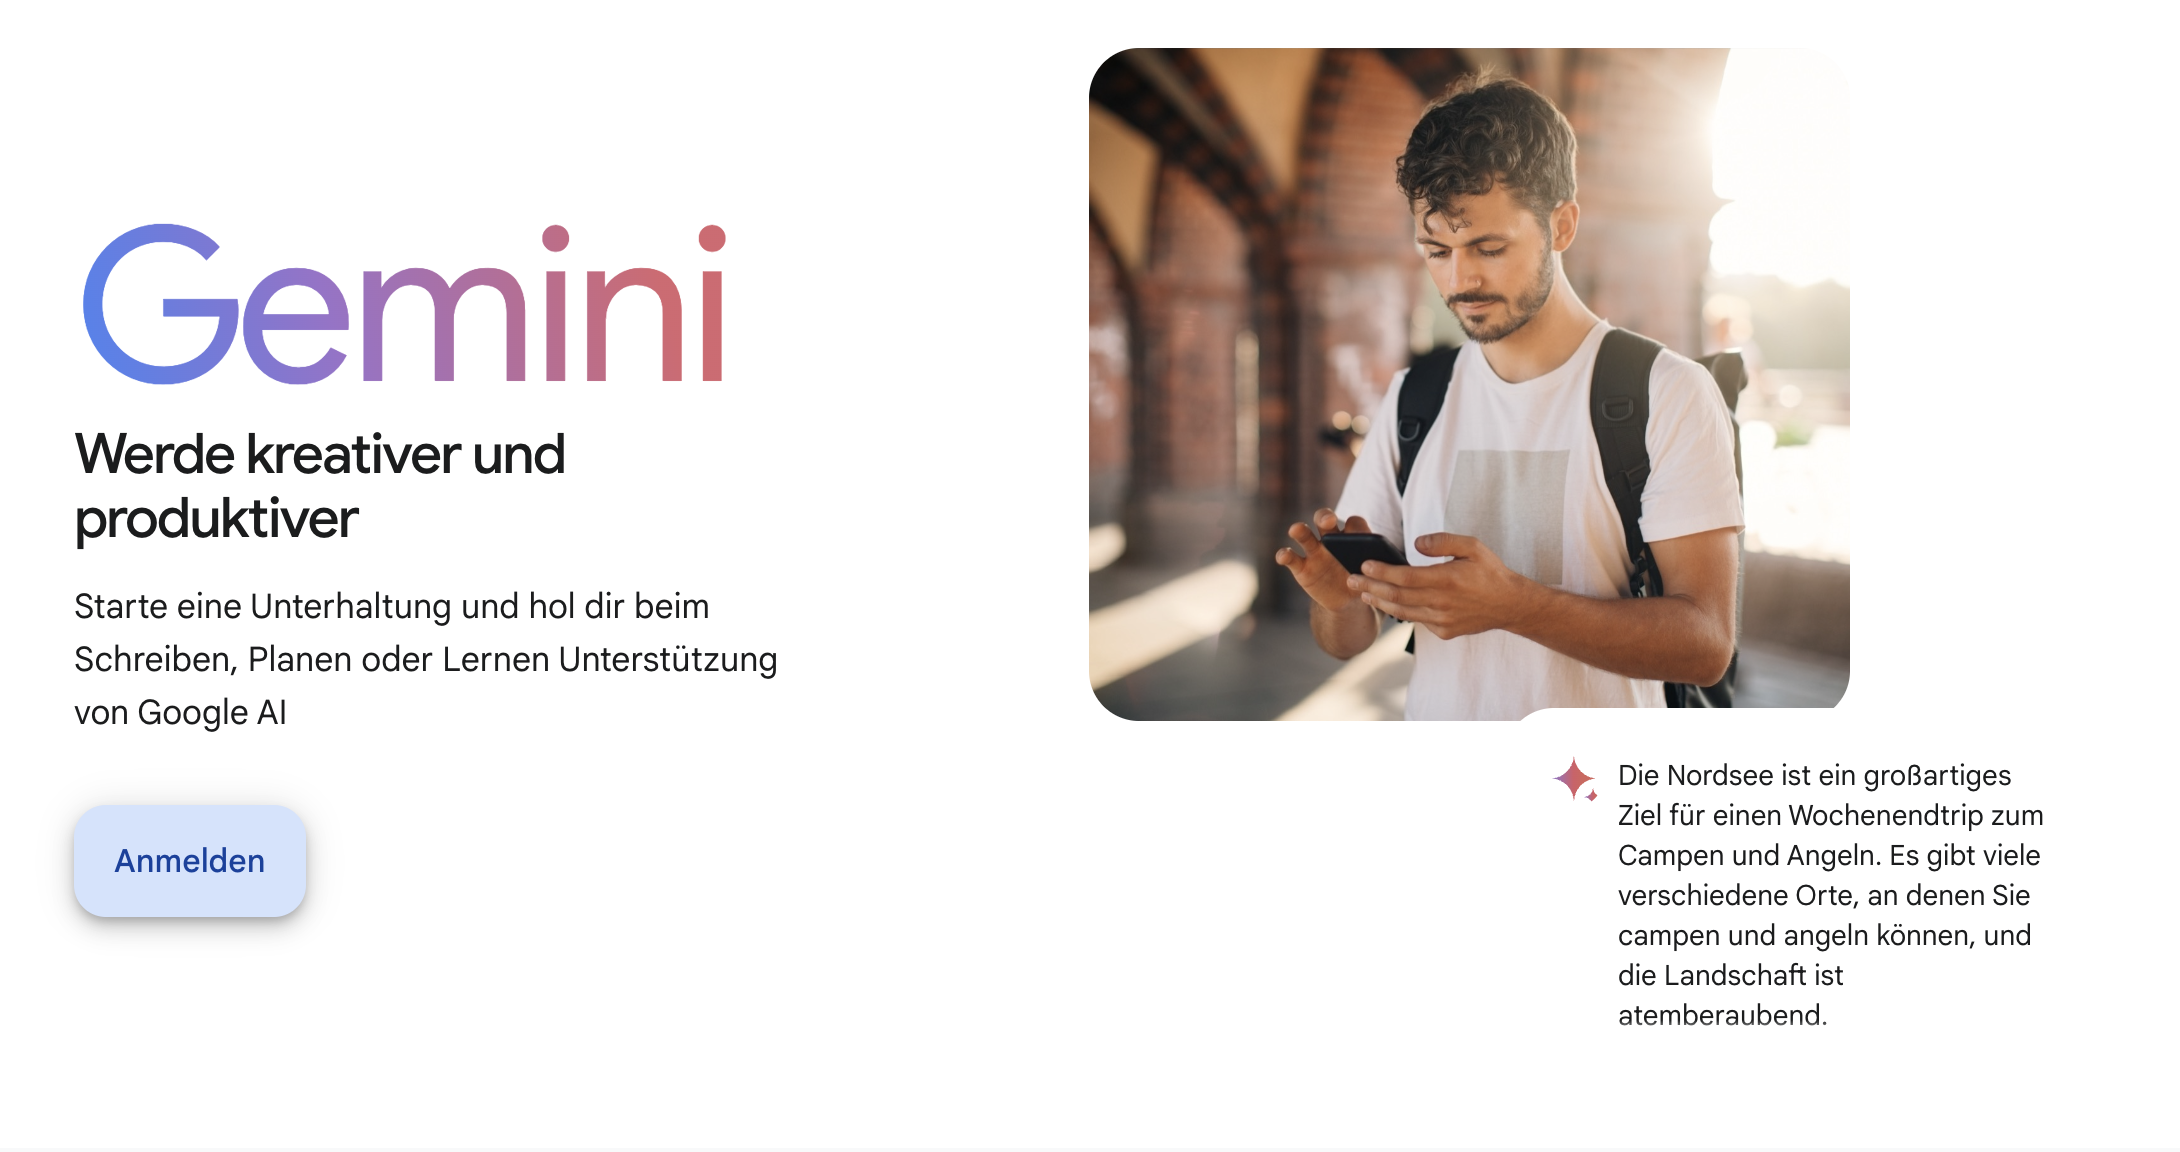 Gemini
Werde kreativer und
produktiver
Starte eine Unterhaltung und hol dir beim
Schreiben, Planen oder Lernen Unterstützung
von Google AI
Anmelden
Die Nordsee ist ein großartiges
Ziel für einen Wochenendtrip zum
Campen und Angeln. Es gibt viele
verschiedene Orte, an denen Sie
campen und angeln können, und
die Landschaft ist
atemberaubend.